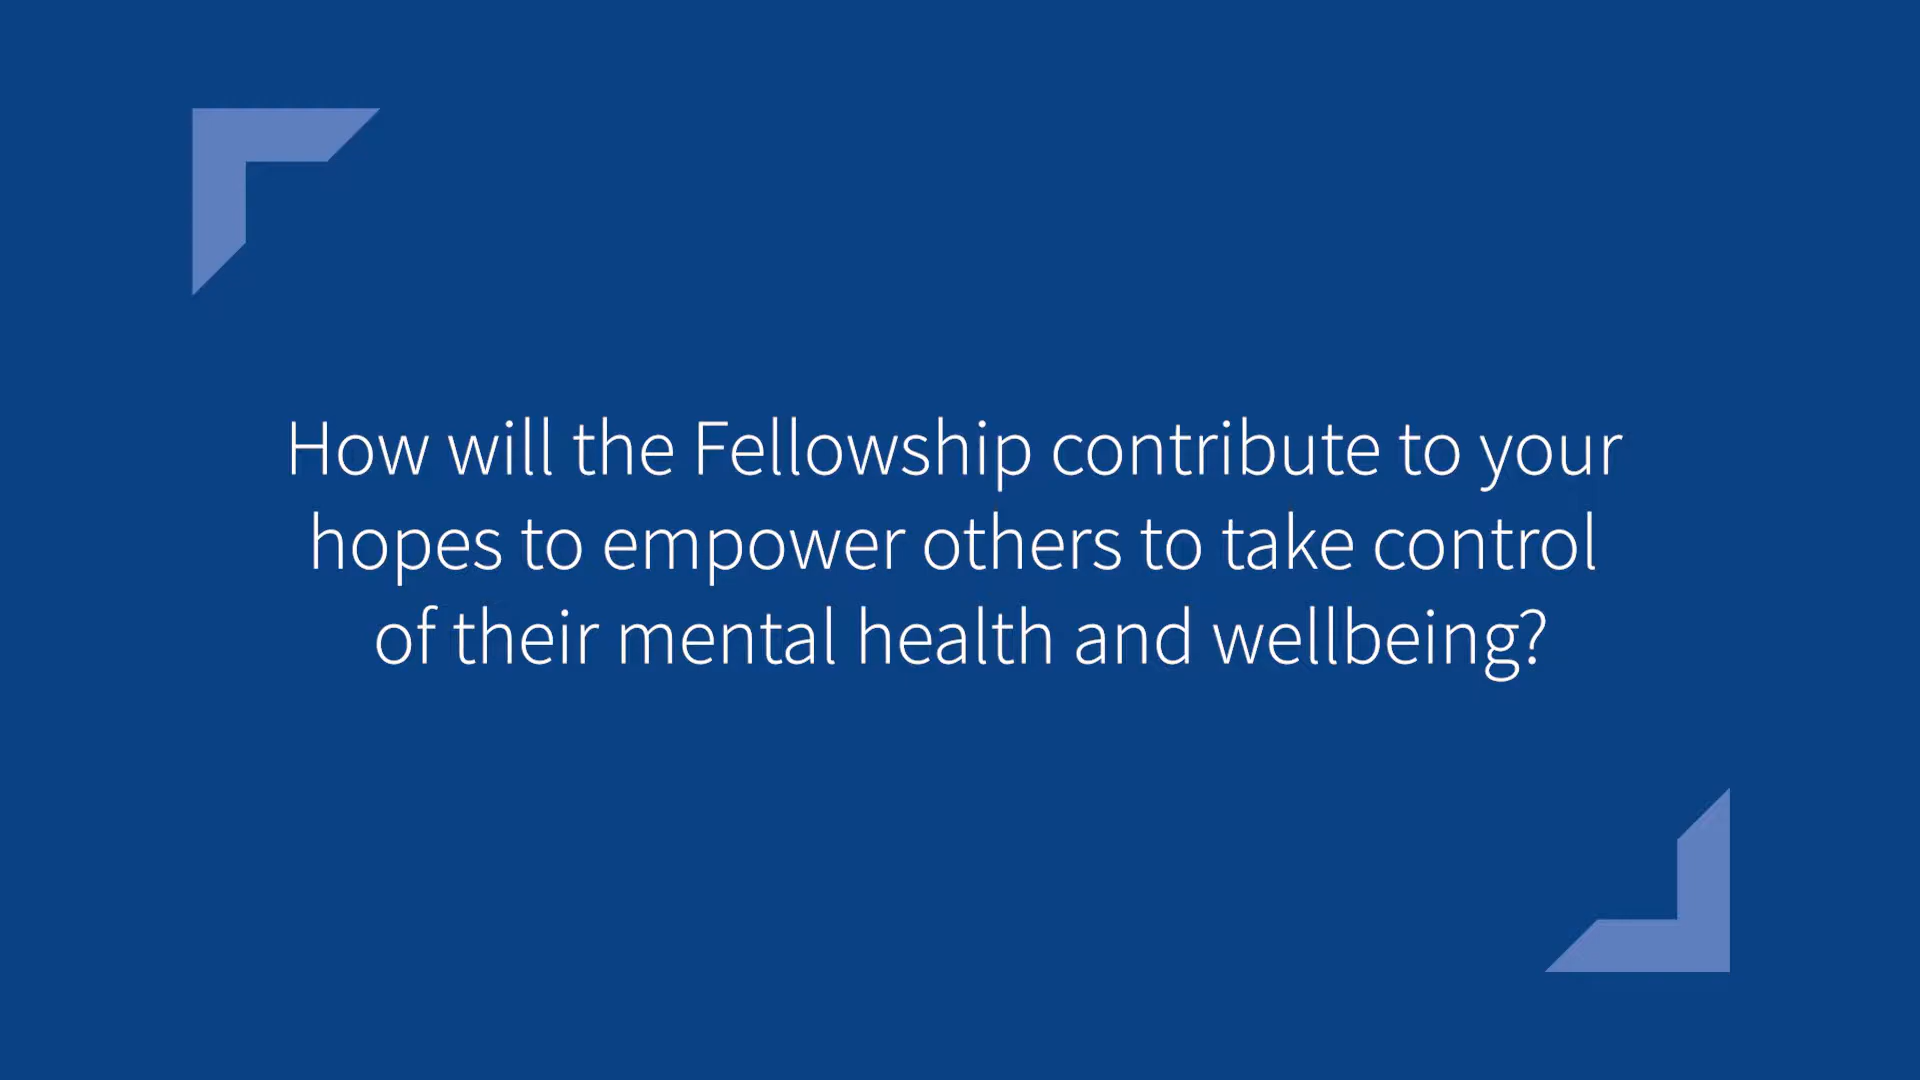 How will the Fellowship contribute to your
hopes to empower others to take control
of their mental health and wellbeing?